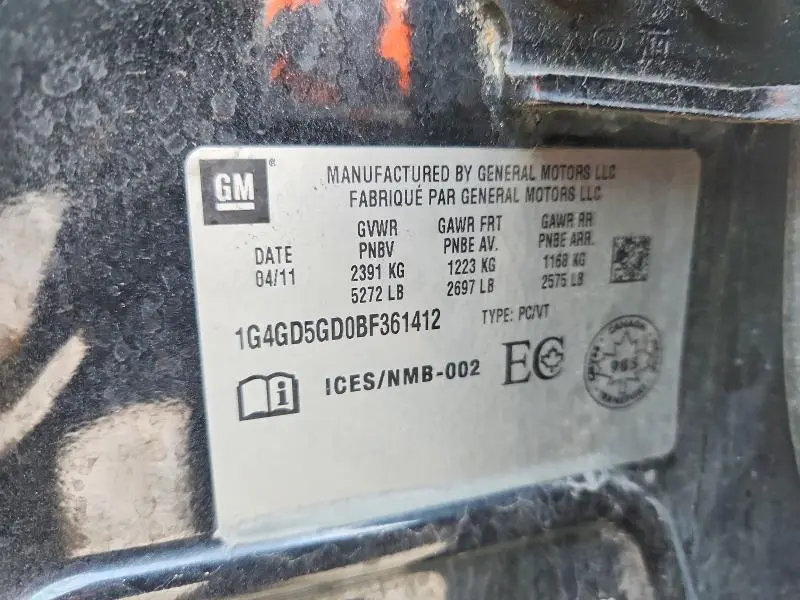 GM ®
MANUFACTURED BY GENERAL MOTORS LLC
FABRIQUÉ PAR GENERAL MOTORS LLC
DATE
04/11
GVWR
PNBV
2391 KG
5272 LB
GAWR FRT
PNBE AV.
1223 KG
2697 LB
GAWR RR
PNBE ARR.
1168 KG
2575 LB
1G4GD5GD0BF361412
TYPE: PC/VT
i ICES/NMB-002
EC
CANADA